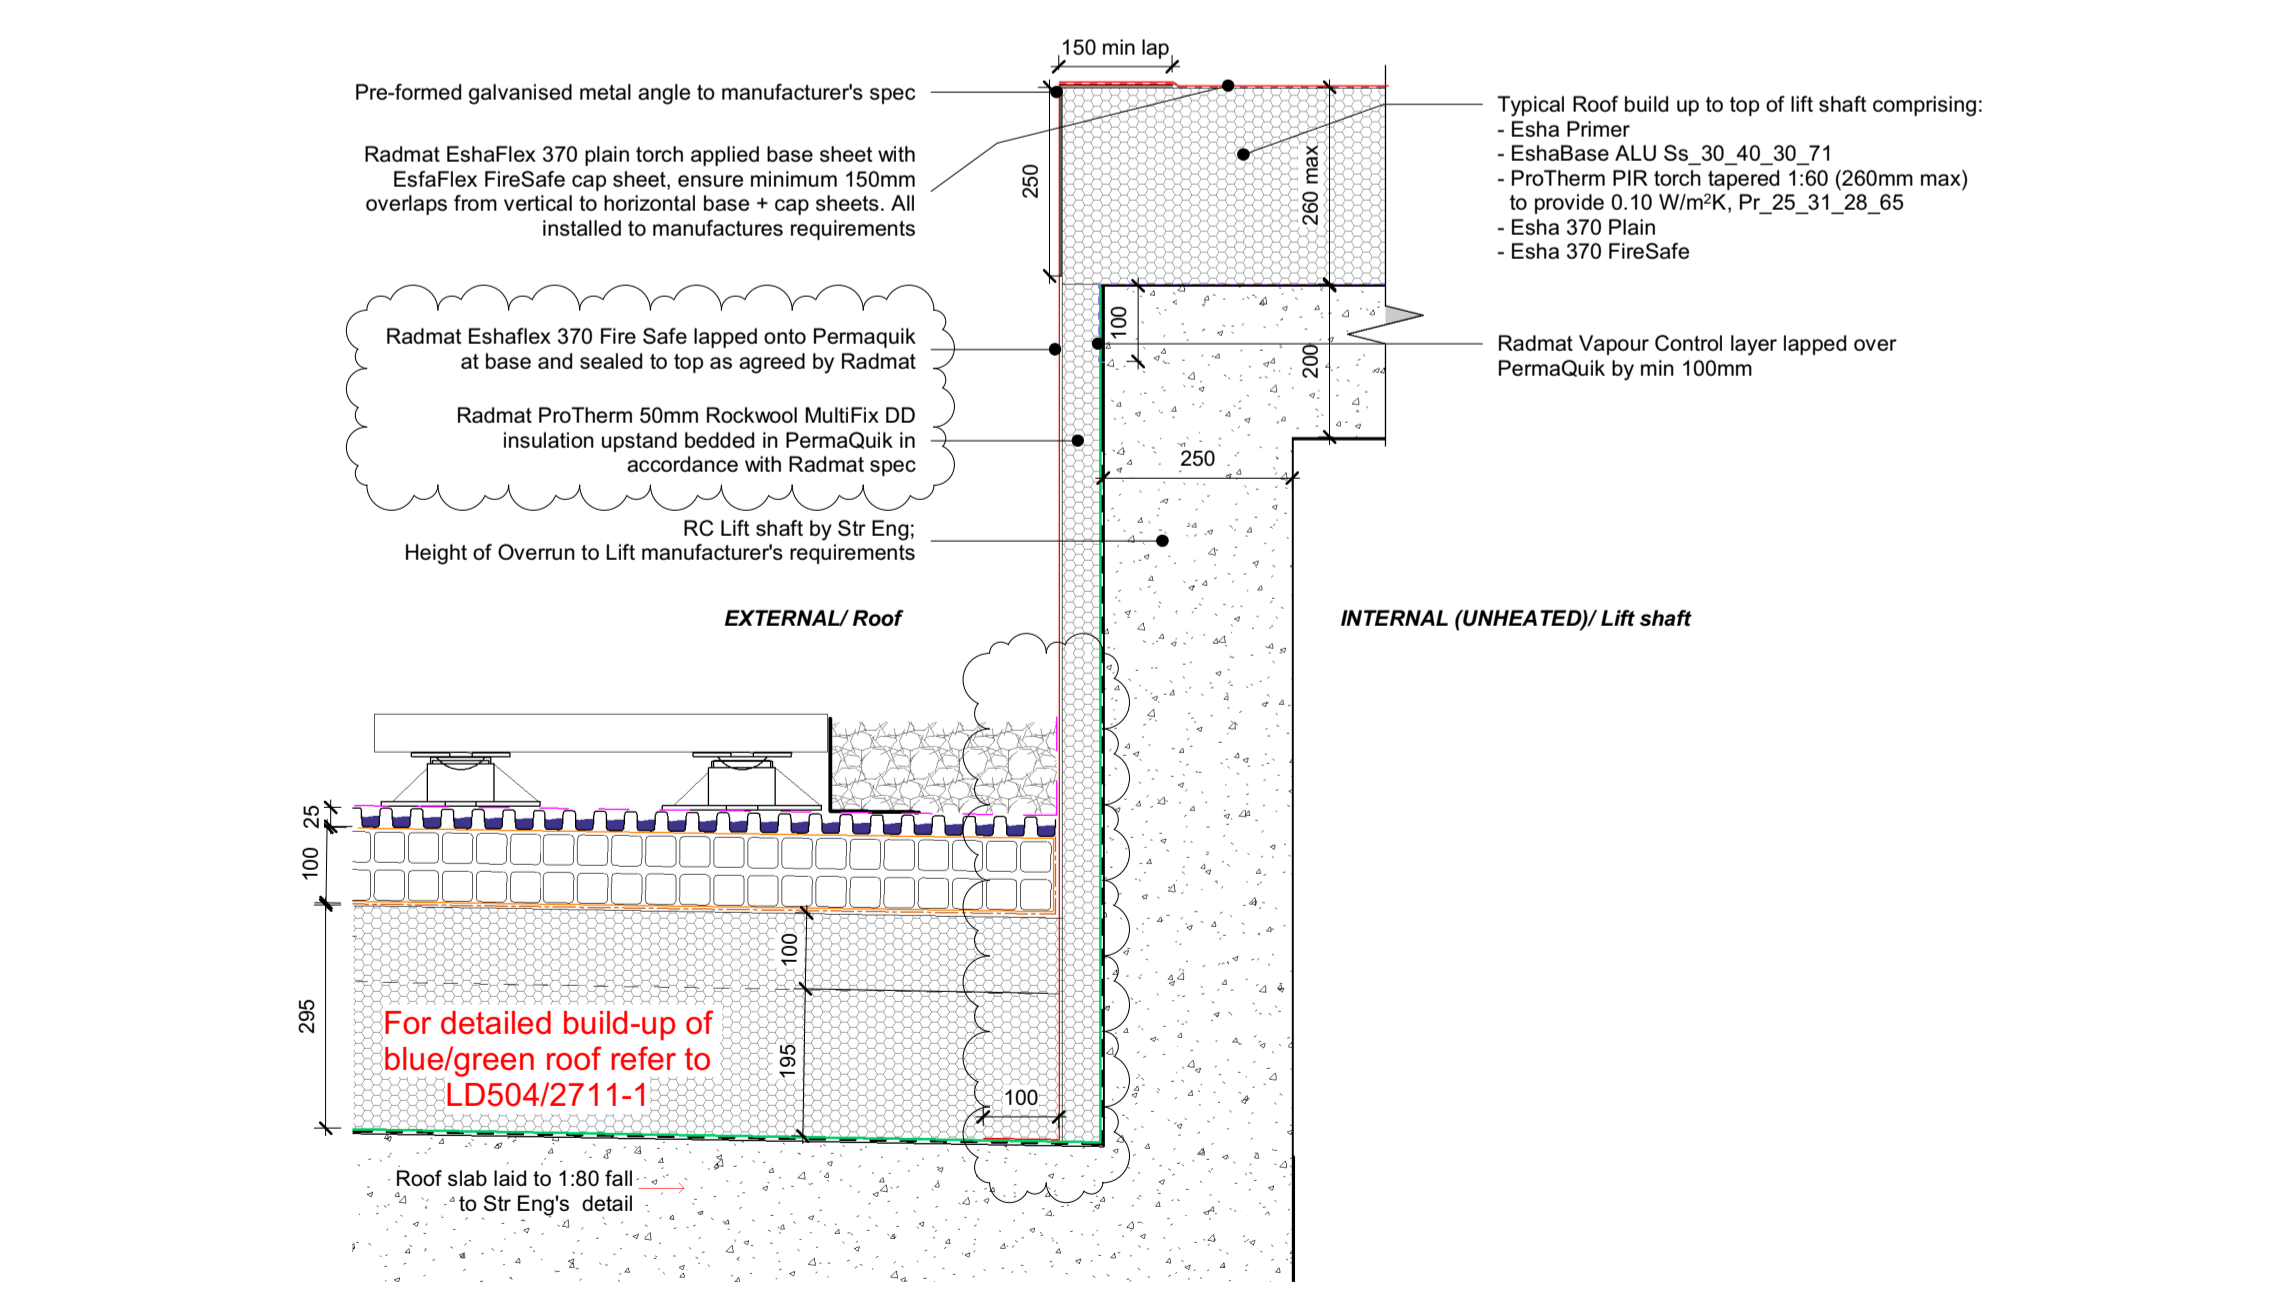 150 min lap
Pre-formed galvanised metal angle to manufacturer's spec
Radmat EshaFlex 370 plain torch applied base sheet with
EsfaFlex FireSafe cap sheet, ensure minimum 150mm
overlaps from vertical to horizontal base + cap sheets. All
installed to manufactures requirements
250
260 max
Typical Roof build up to top of lift shaft comprising:
- Esha Primer
- EshaBase ALU Ss_30_40_30_71
- ProTherm PIR torch tapered 1:60 (260mm max)
to provide 0.10 W/m²K, Pr_25_31_28_65
- Esha 370 Plain
- Esha 370 FireSafe
Radmat Eshaflex 370 Fire Safe lapped onto Permaquik
at base and sealed to top as agreed by Radmat
100
200
Radmat Vapour Control layer lapped over
PermaQuik by min 100mm
Radmat ProTherm 50mm Rockwool MultiFix DD
insulation upstand bedded in PermaQuik in
accordance with Radmat spec
250
RC Lift shaft by Str Eng;
Height of Overrun to Lift manufacturer's requirements
EXTERNAL/ Roof
INTERNAL (UNHEATED)/ Lift shaft
25
100
295
100
195
For detailed build-up of
blue/green roof refer to
LD504/2711-1
100
Roof slab laid to 1:80 fall
to Str Eng's detail